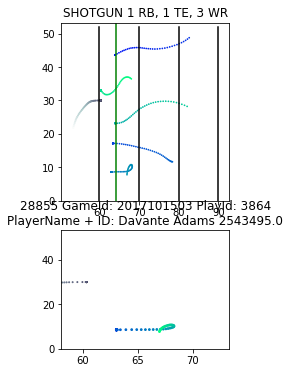 SHOTGUN 1 RB, 1 TE, 3 WR
50
40
30
20
10
0
60 70 80 90
28855 GameId: 2017101503 PlayId: 3864
PlayerName + ID: Davante Adams 2543495.0
40
20
0
60 65 70